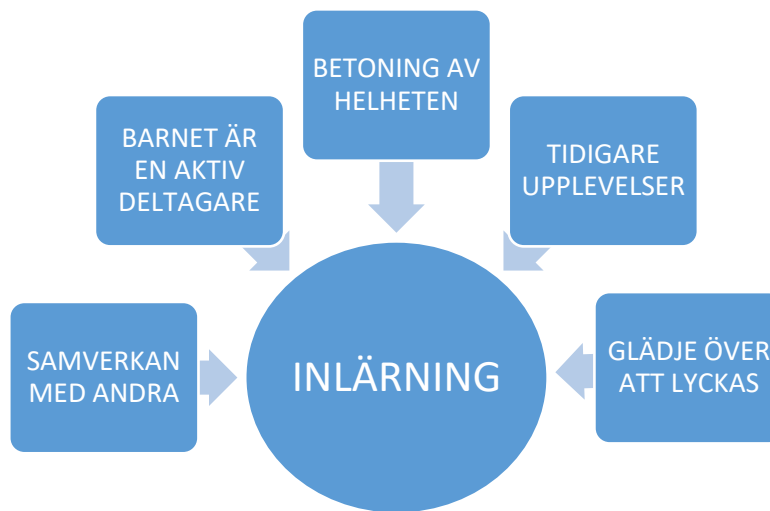 BETONING AV
HELHETEN
BARNET ÄR
EN AKTIV
DELTAGARE
TIDIGARE
UPPLEVELSER
SAMVERKAN
MED ANDRA
INLÄRNING
GLÄDJE ÖVER
ATT LYCKAS